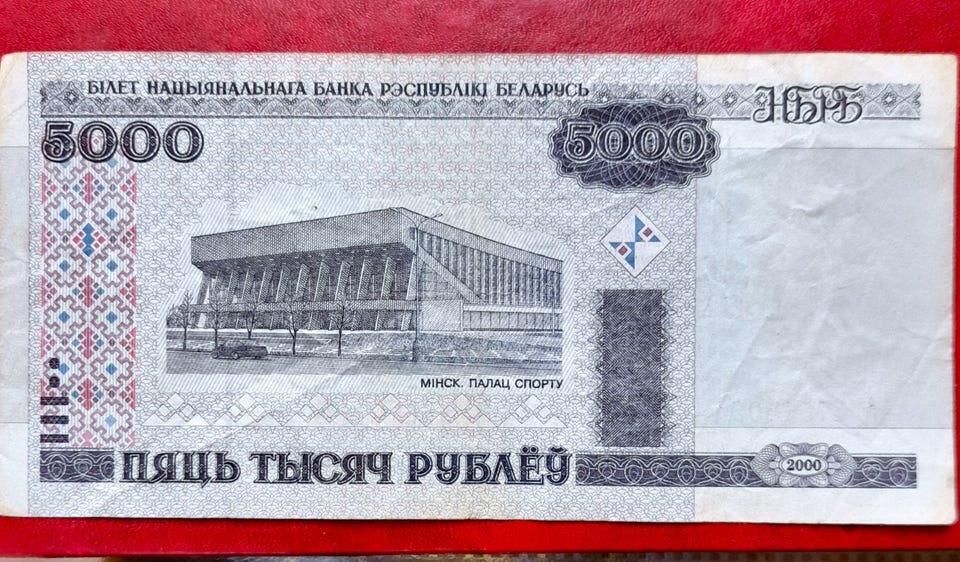 БІЛЕТ НАЦЫЯНАЛЬНАГА БАНКА РЭСПУБЛІКІ БЕЛАРУСЬ
НБРБ
5000
5000
МІНСК. ПАЛАЦ СПОРТУ
ПЯЦЬ ТЫСЯЧ РУБЛЁЎ
2000